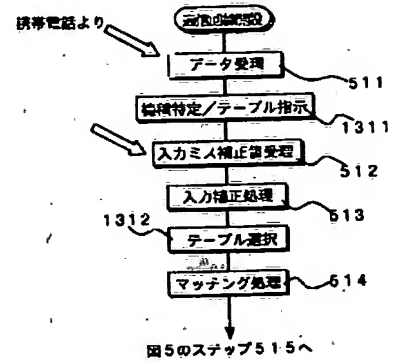 携帯電話より
データ受理
511
特定／テーブル指示
1311
入力ミス補正値受理
512
入力補正処理
513
1312
テーブル選択
マッチング処理
514
図5のステップ515へ